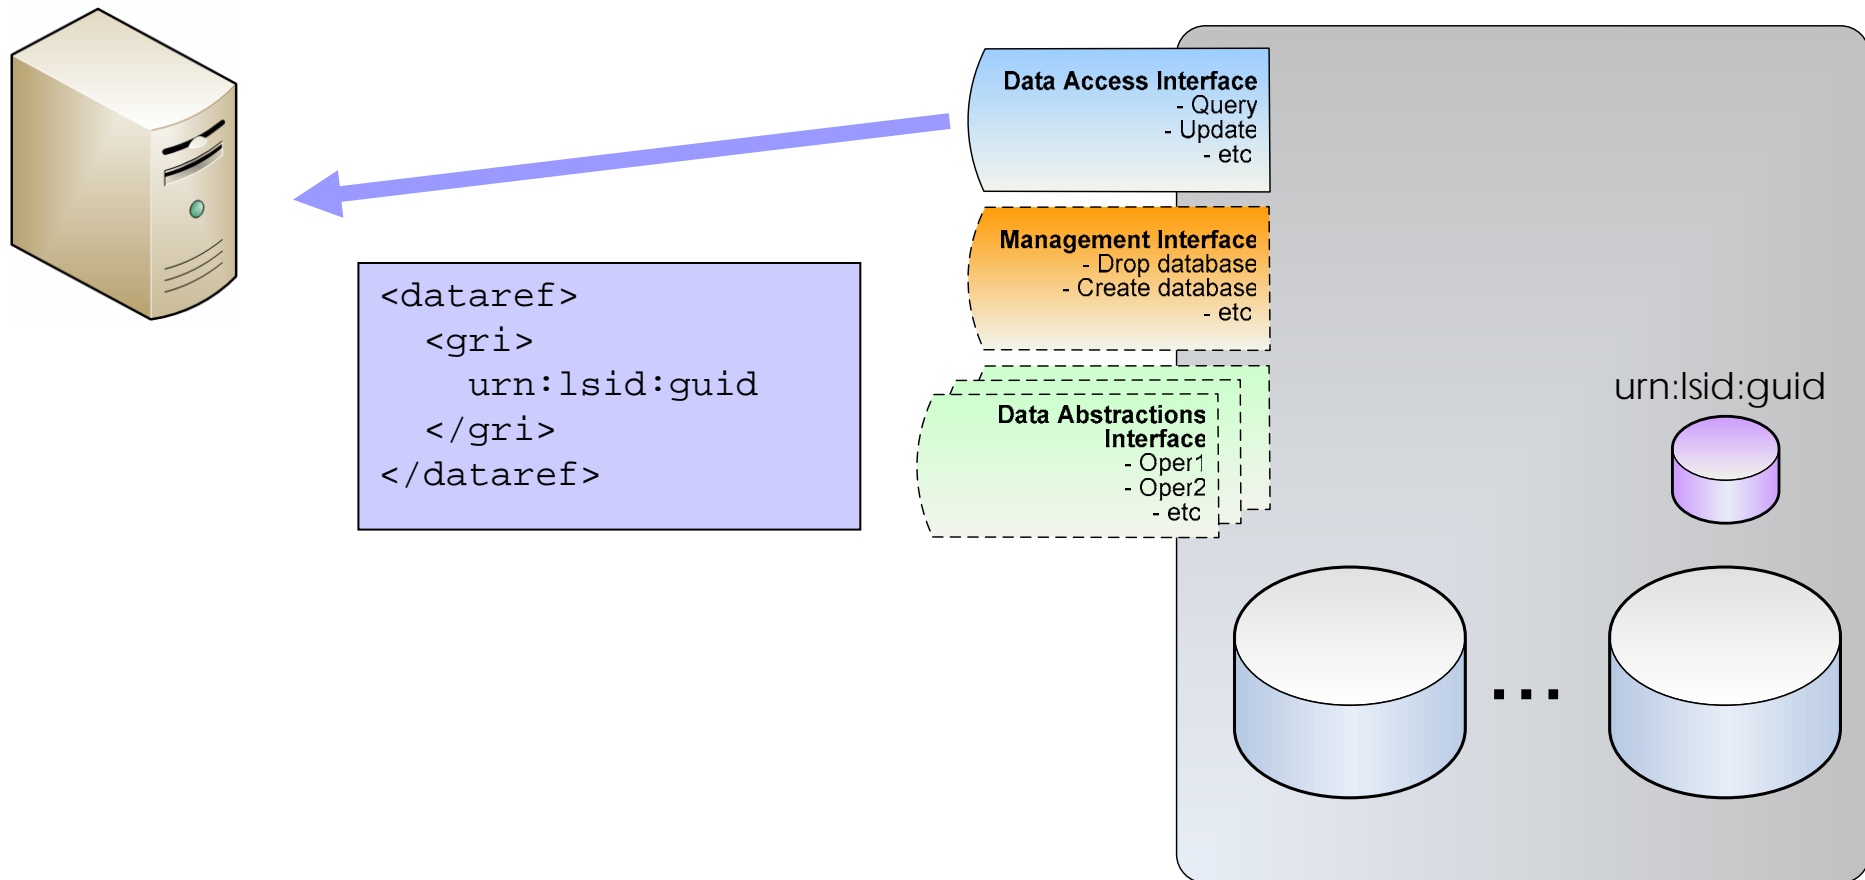 Data Access Interface
- Query
- Update
- etc
Management Interface
- Drop database
- Create database
- etc
<dataref>
<gri>
urn:lsid:guid
</gri>
</dataref>
Data Abstractions
Interface
- Oper1
- Oper2
- etc
urn:lsid:guid
...